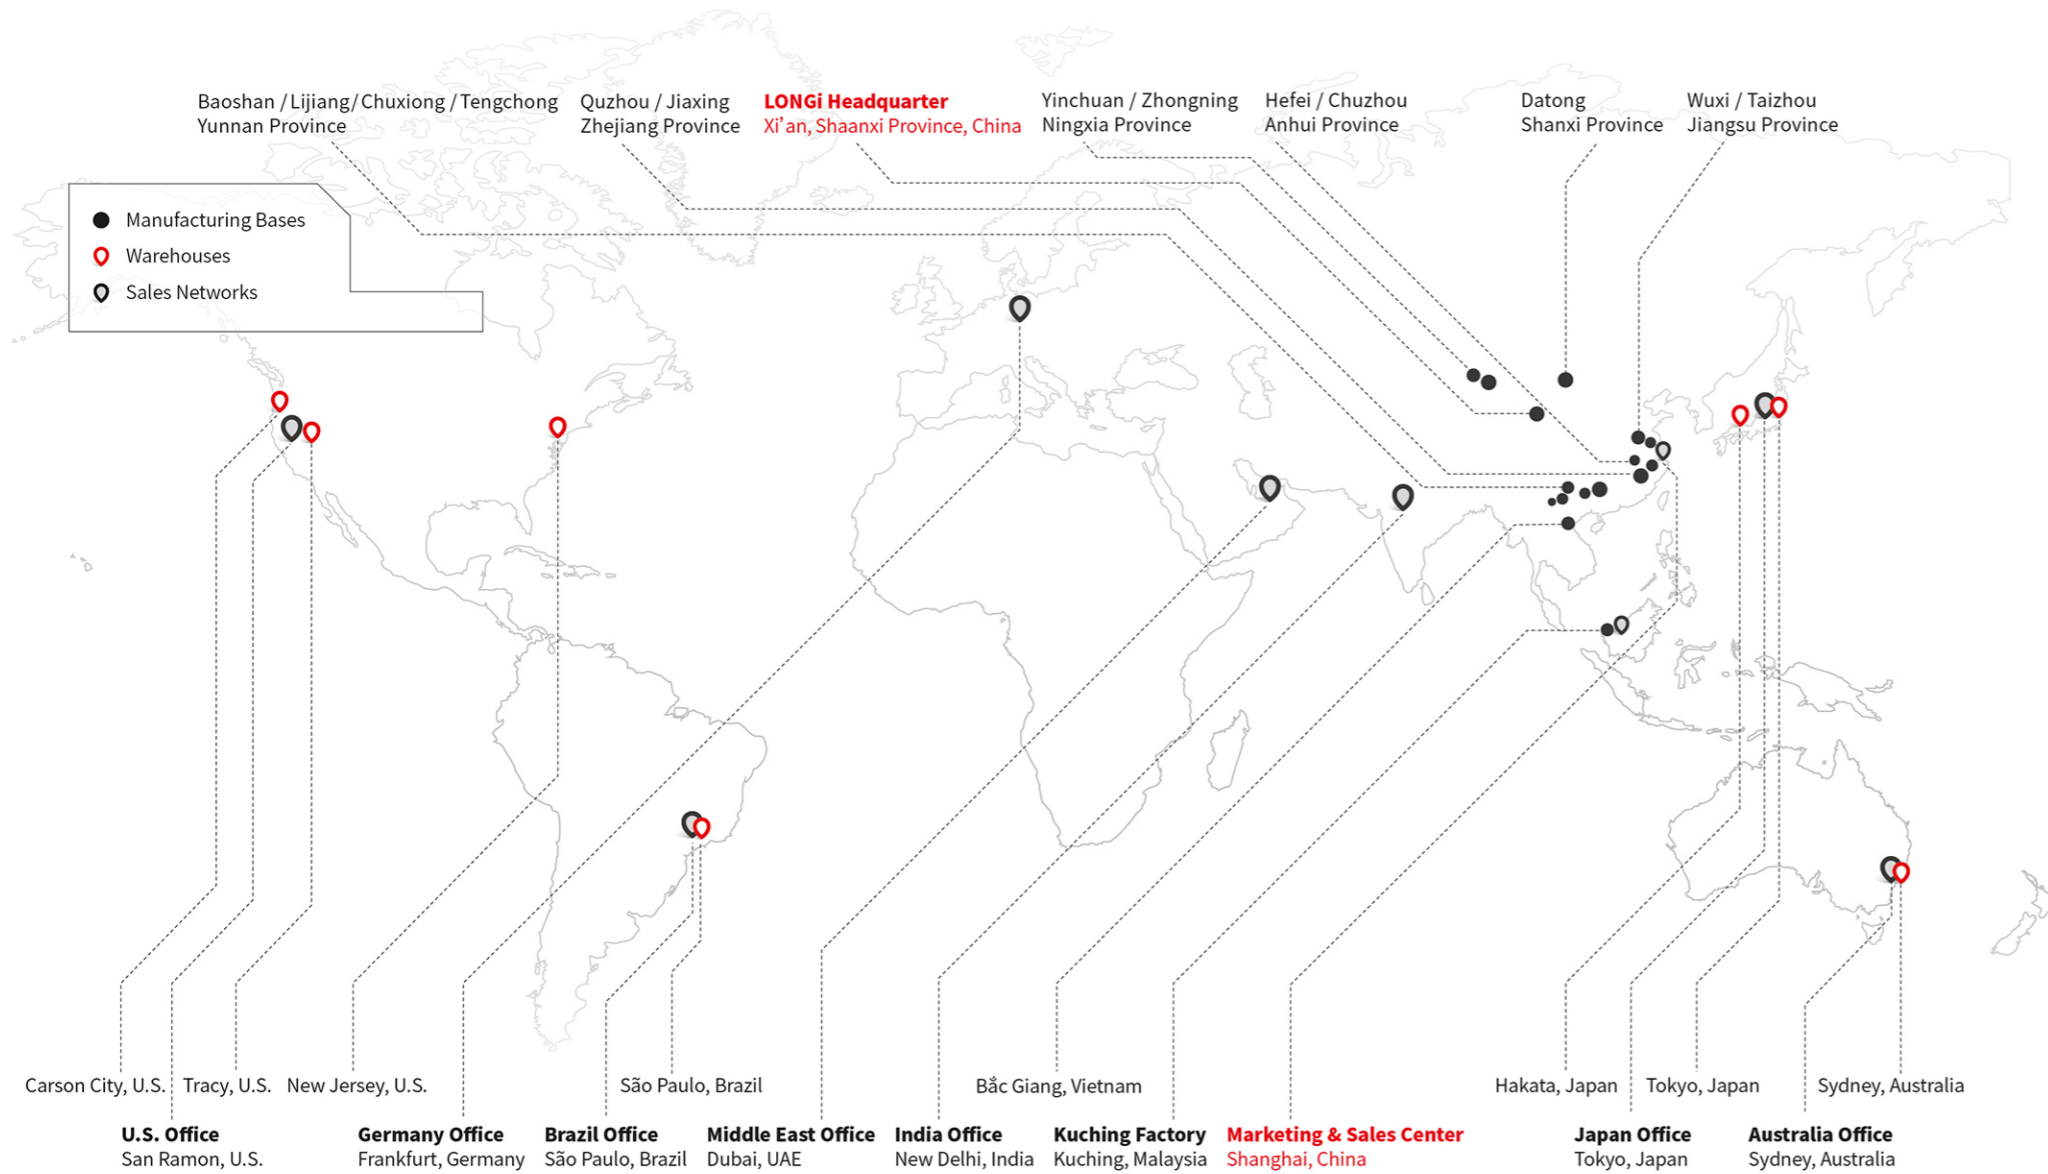 Baoshan / Lijiang/ Chuxiong / Tengchong
Yunnan Province
Quzhou / Jiaxing
Zhejiang Province
LONGi Headquarter
Xi’an, Shaanxi Province, China
Yinchuan / Zhongning
Ningxia Province
Hefei / Chuzhou
Anhui Province
Datong
Shanxi Province
Wuxi / Taizhou
Jiangsu Province
Manufacturing Bases
Warehouses
Sales Networks
Carson City, U.S.
Tracy, U.S.
New Jersey, U.S.
São Paulo, Brazil
Bắc Giang, Vietnam
Hakata, Japan
Tokyo, Japan
Sydney, Australia
U.S. Office
San Ramon, U.S.
Germany Office
Frankfurt, Germany
Brazil Office
São Paulo, Brazil
Middle East Office
Dubai, UAE
India Office
New Delhi, India
Kuching Factory
Kuching, Malaysia
Marketing & Sales Center
Shanghai, China
Japan Office
Tokyo, Japan
Australia Office
Sydney, Australia